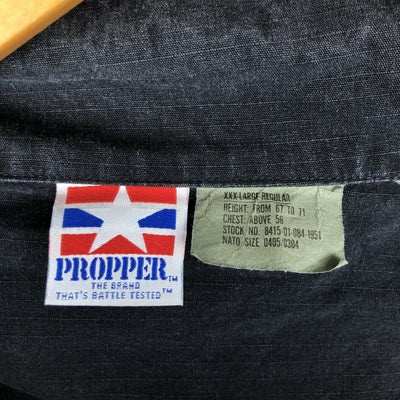 PROPPER™
THE BRAND
THAT'S BATTLE TESTED™
XXX-LARGE REGULAR
HEIGHT: FROM 67 TO 71
CHEST: ABOVE 56
STOCK NO. 8415-01-084-1951
NATO SIZE 0405/0304